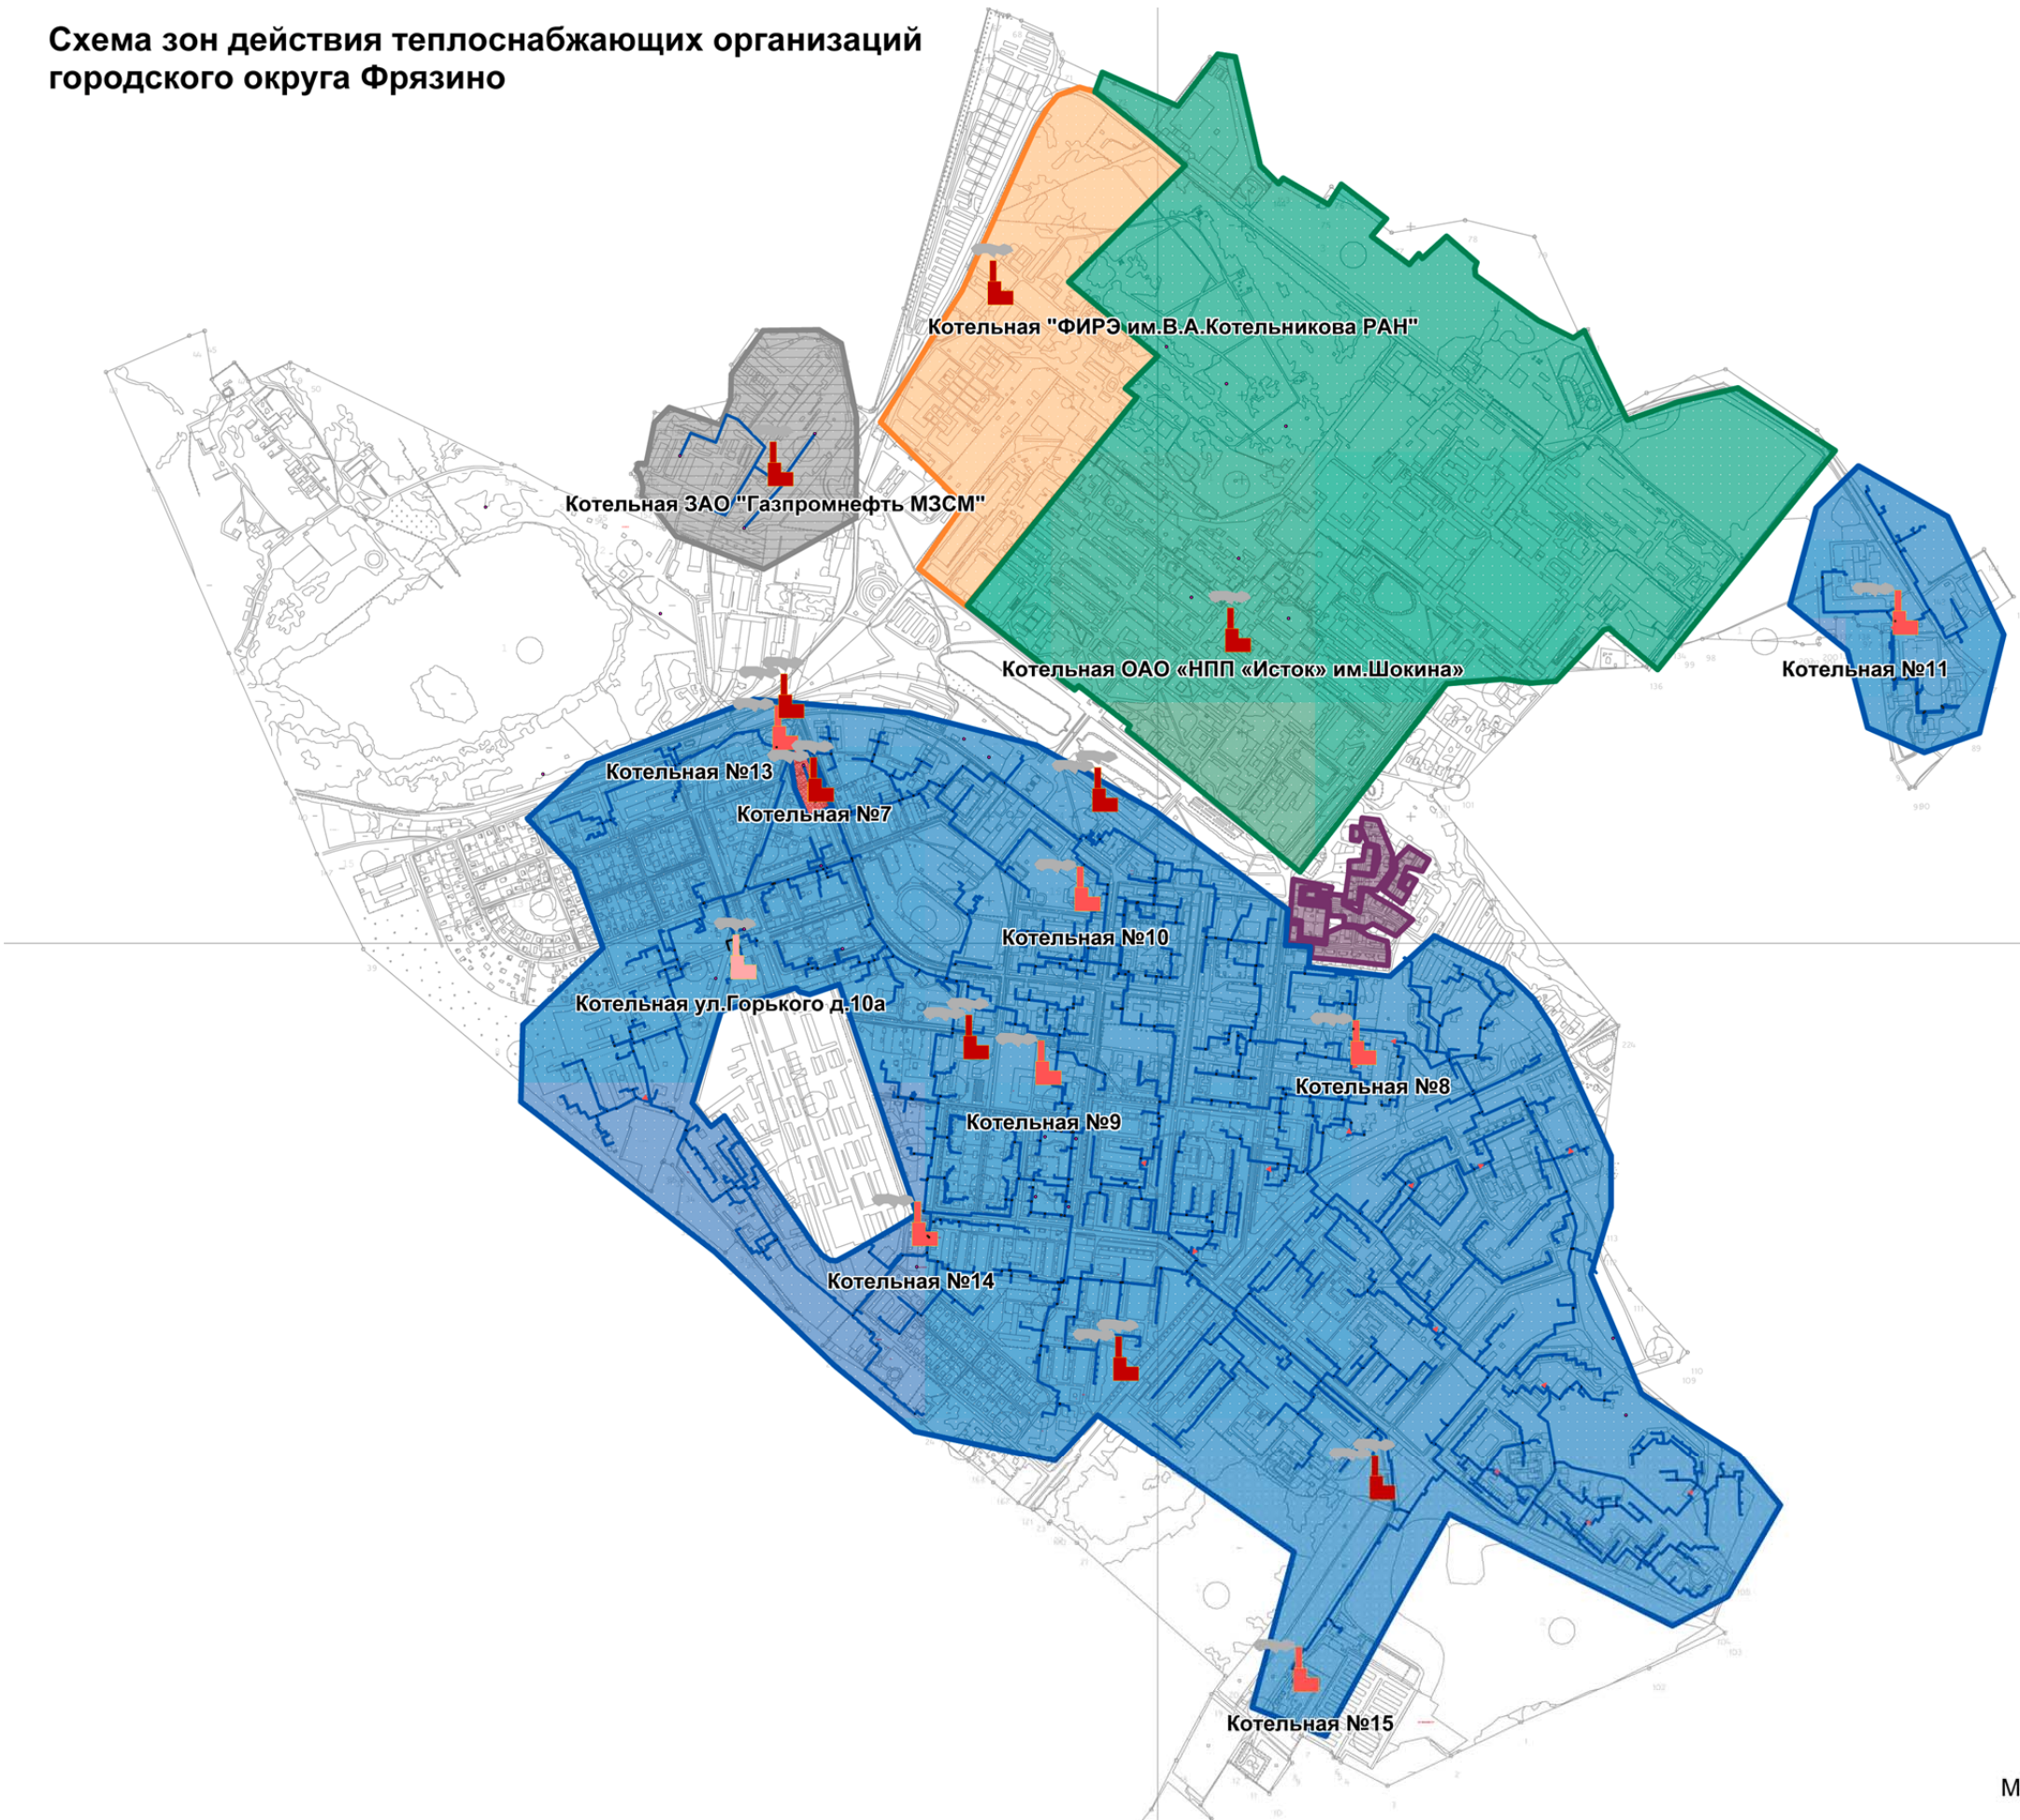 Схема зон действия теплоснабжающих организаций
городского округа Фрязино
Котельная "ФИРЭ им.В.А.Котельникова РАН"
Котельная ЗАО "Газпромнефть МЗСМ"
Котельная ОАО «НПП «Исток» им.Шокина»
Котельная №11
Котельная №13
Котельная №7
Котельная №10
Котельная ул.Горького д.10а
Котельная №8
Котельная №9
Котельная №14
Котельная №15
М